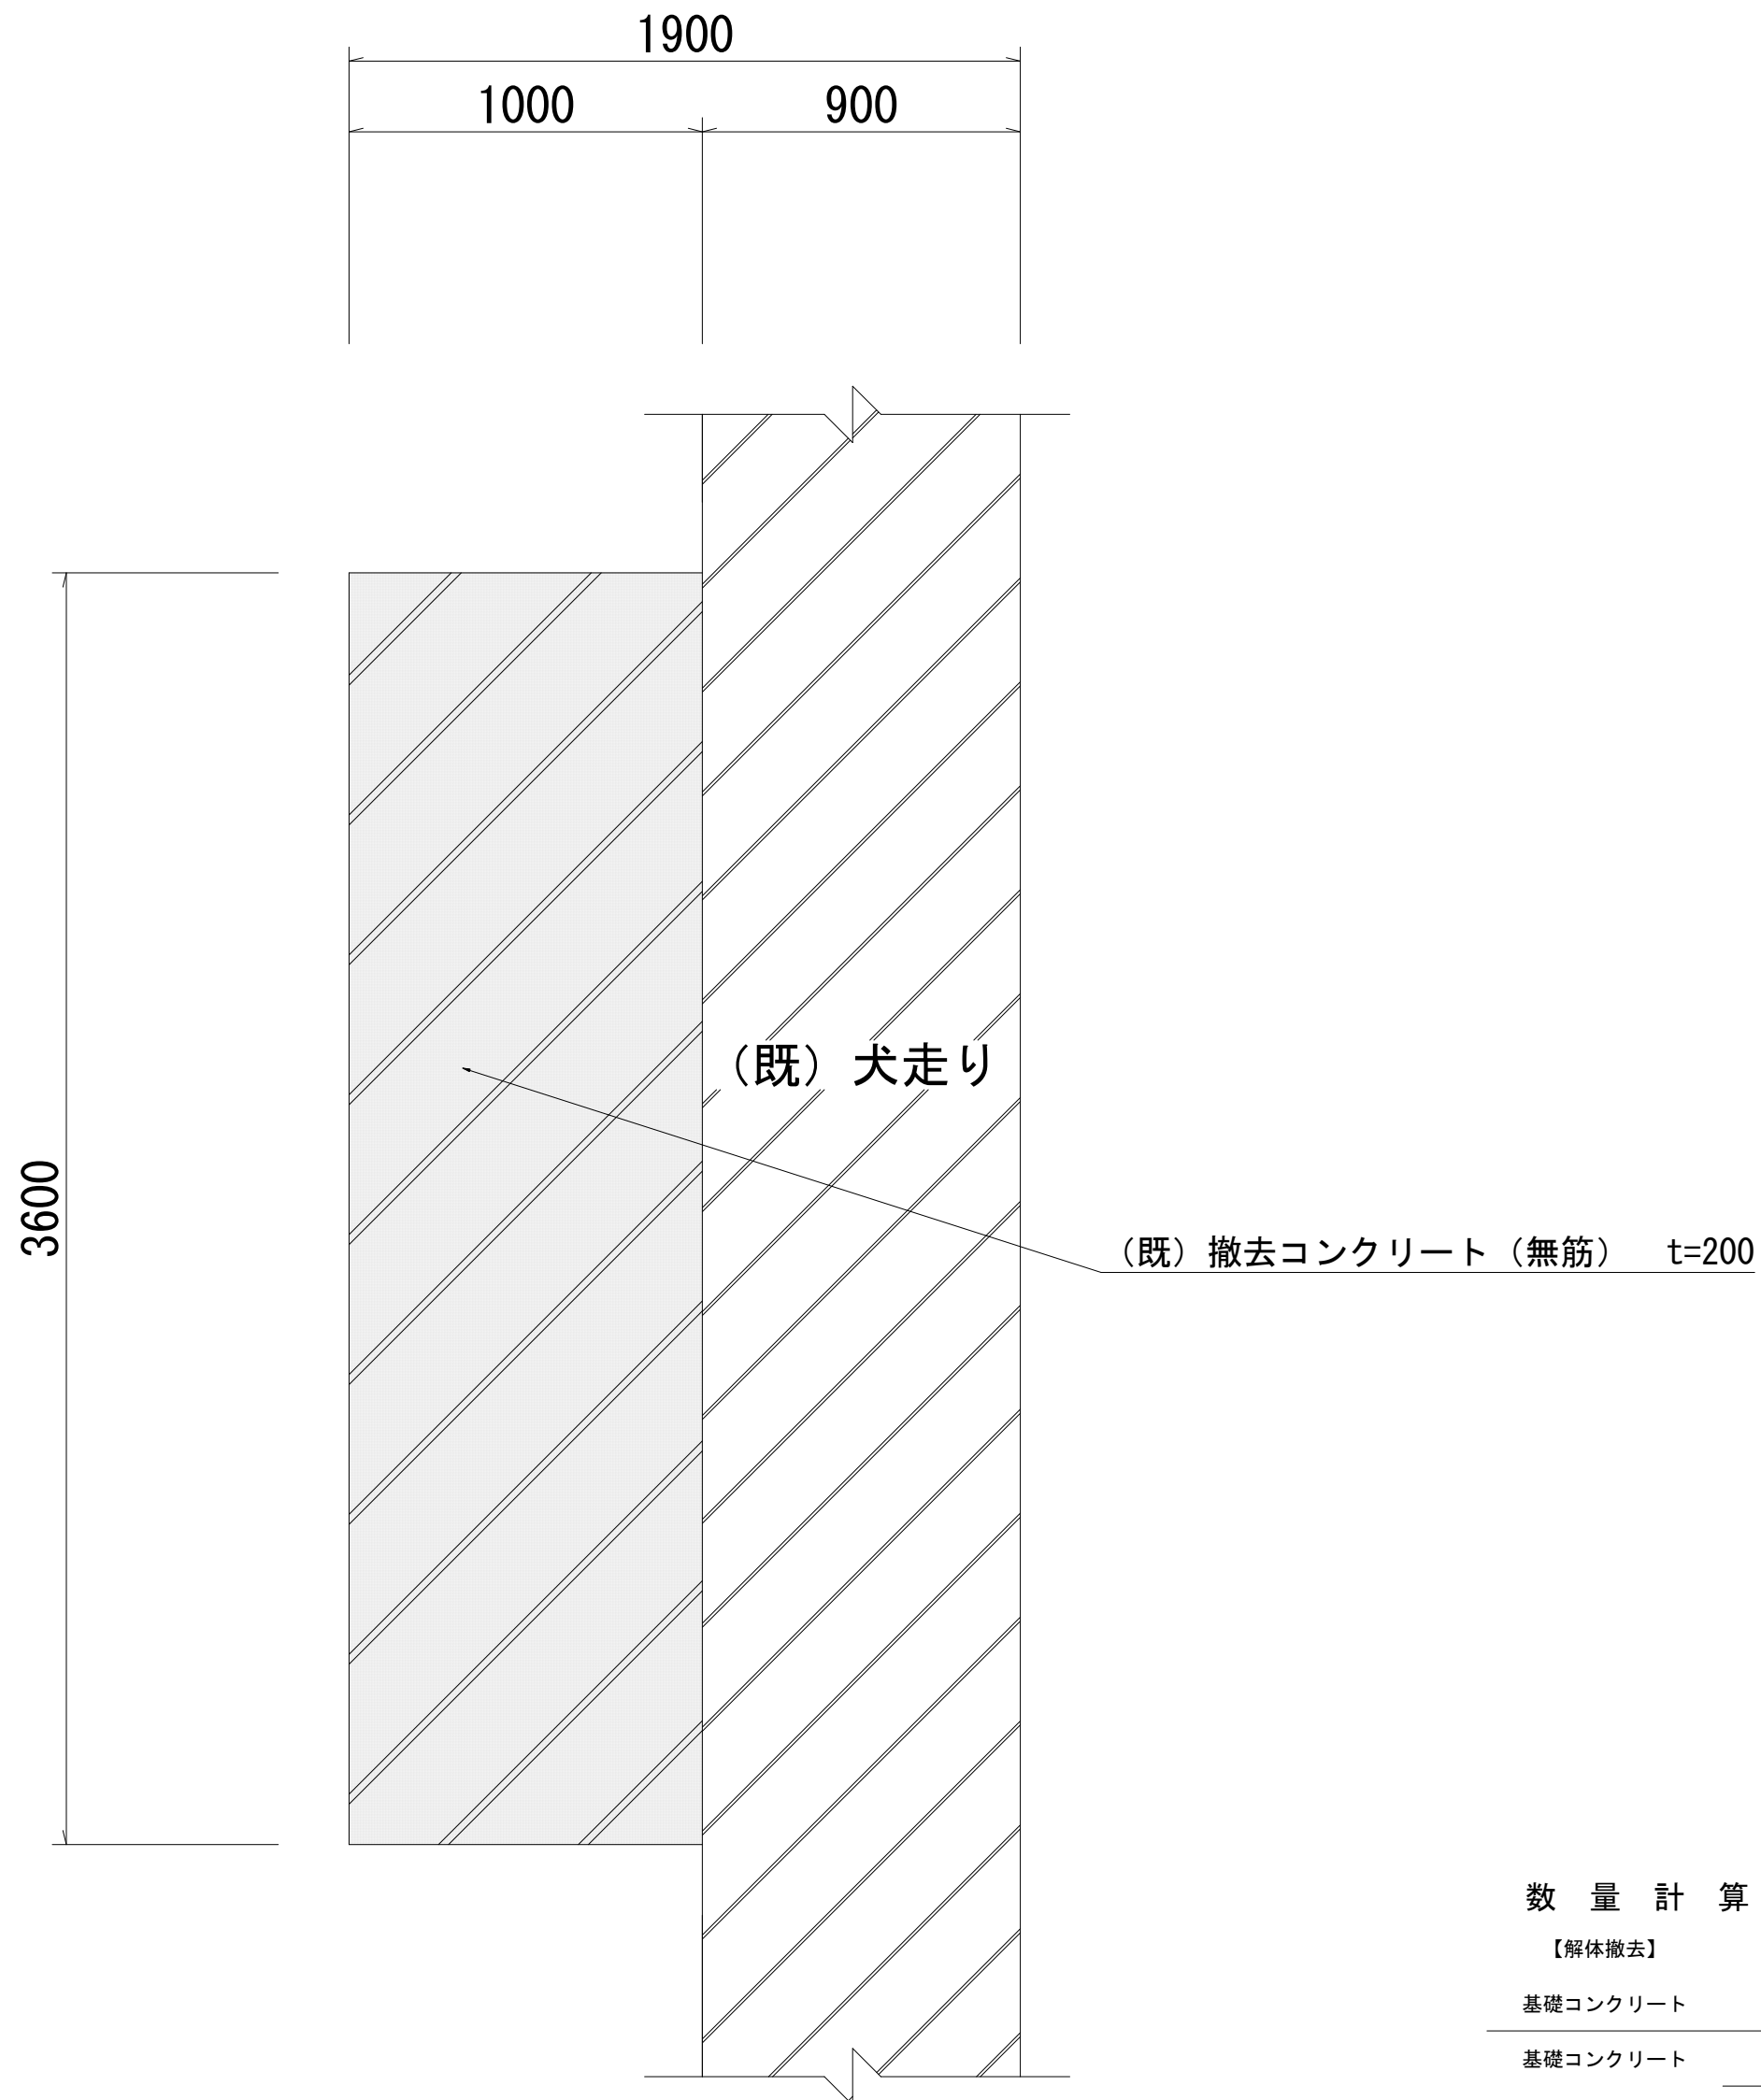 1900
1000
900
3600
（既）犬走り
（既）撤去コンクリート（無筋）　t=200
数　量　計　算
【解体撤去】
基礎コンクリート
基礎コンクリート